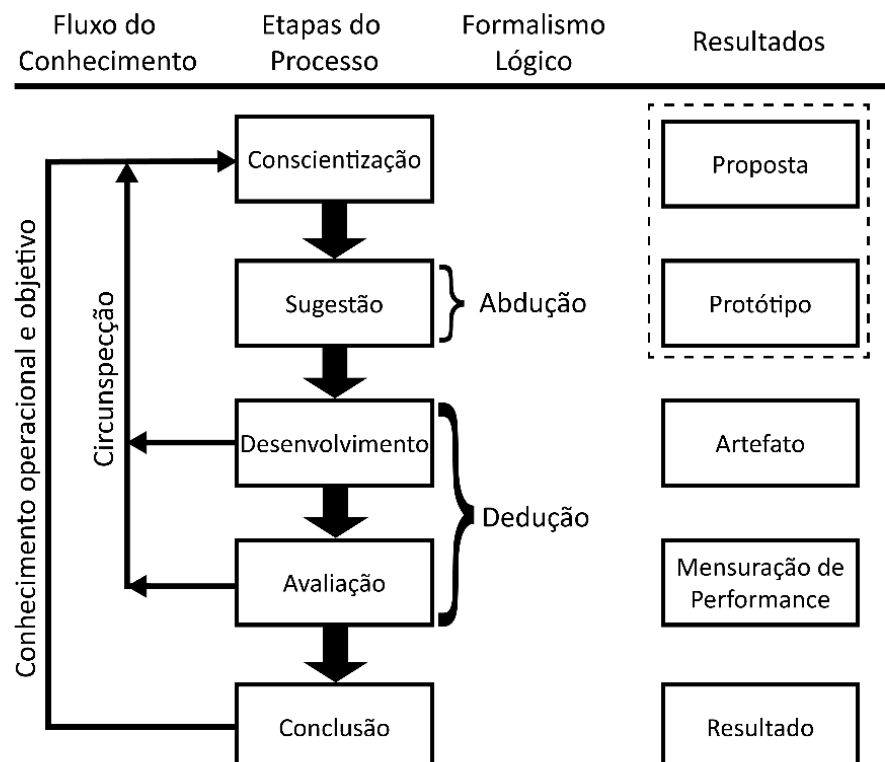 Fluxo do
Conhecimento
Etapas do
Processo
Formalismo
Lógico
Resultados
Conhecimento operacional e objetivo
Circunspecção
Conscientização
Proposta
Sugestão
Abdução
Protótipo
Desenvolvimento
Artefato
Dedução
Avaliação
Mensuração de
Performance
Conclusão
Resultado